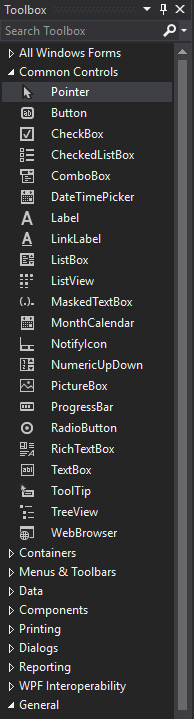 Toolbox
Search Toolbox
All Windows Forms
Common Controls
Pointer
Button
CheckBox
CheckedListBox
ComboBox
DateTimePicker
Label
LinkLabel
ListBox
ListView
MaskedTextBox
MonthCalendar
NotifyIcon
NumericUpDown
PictureBox
ProgressBar
RadioButton
RichTextBox
TextBox
ToolTip
TreeView
WebBrowser
Containers
Menus & Toolbars
Data
Components
Printing
Dialogs
Reporting
WPF Interoperability
General